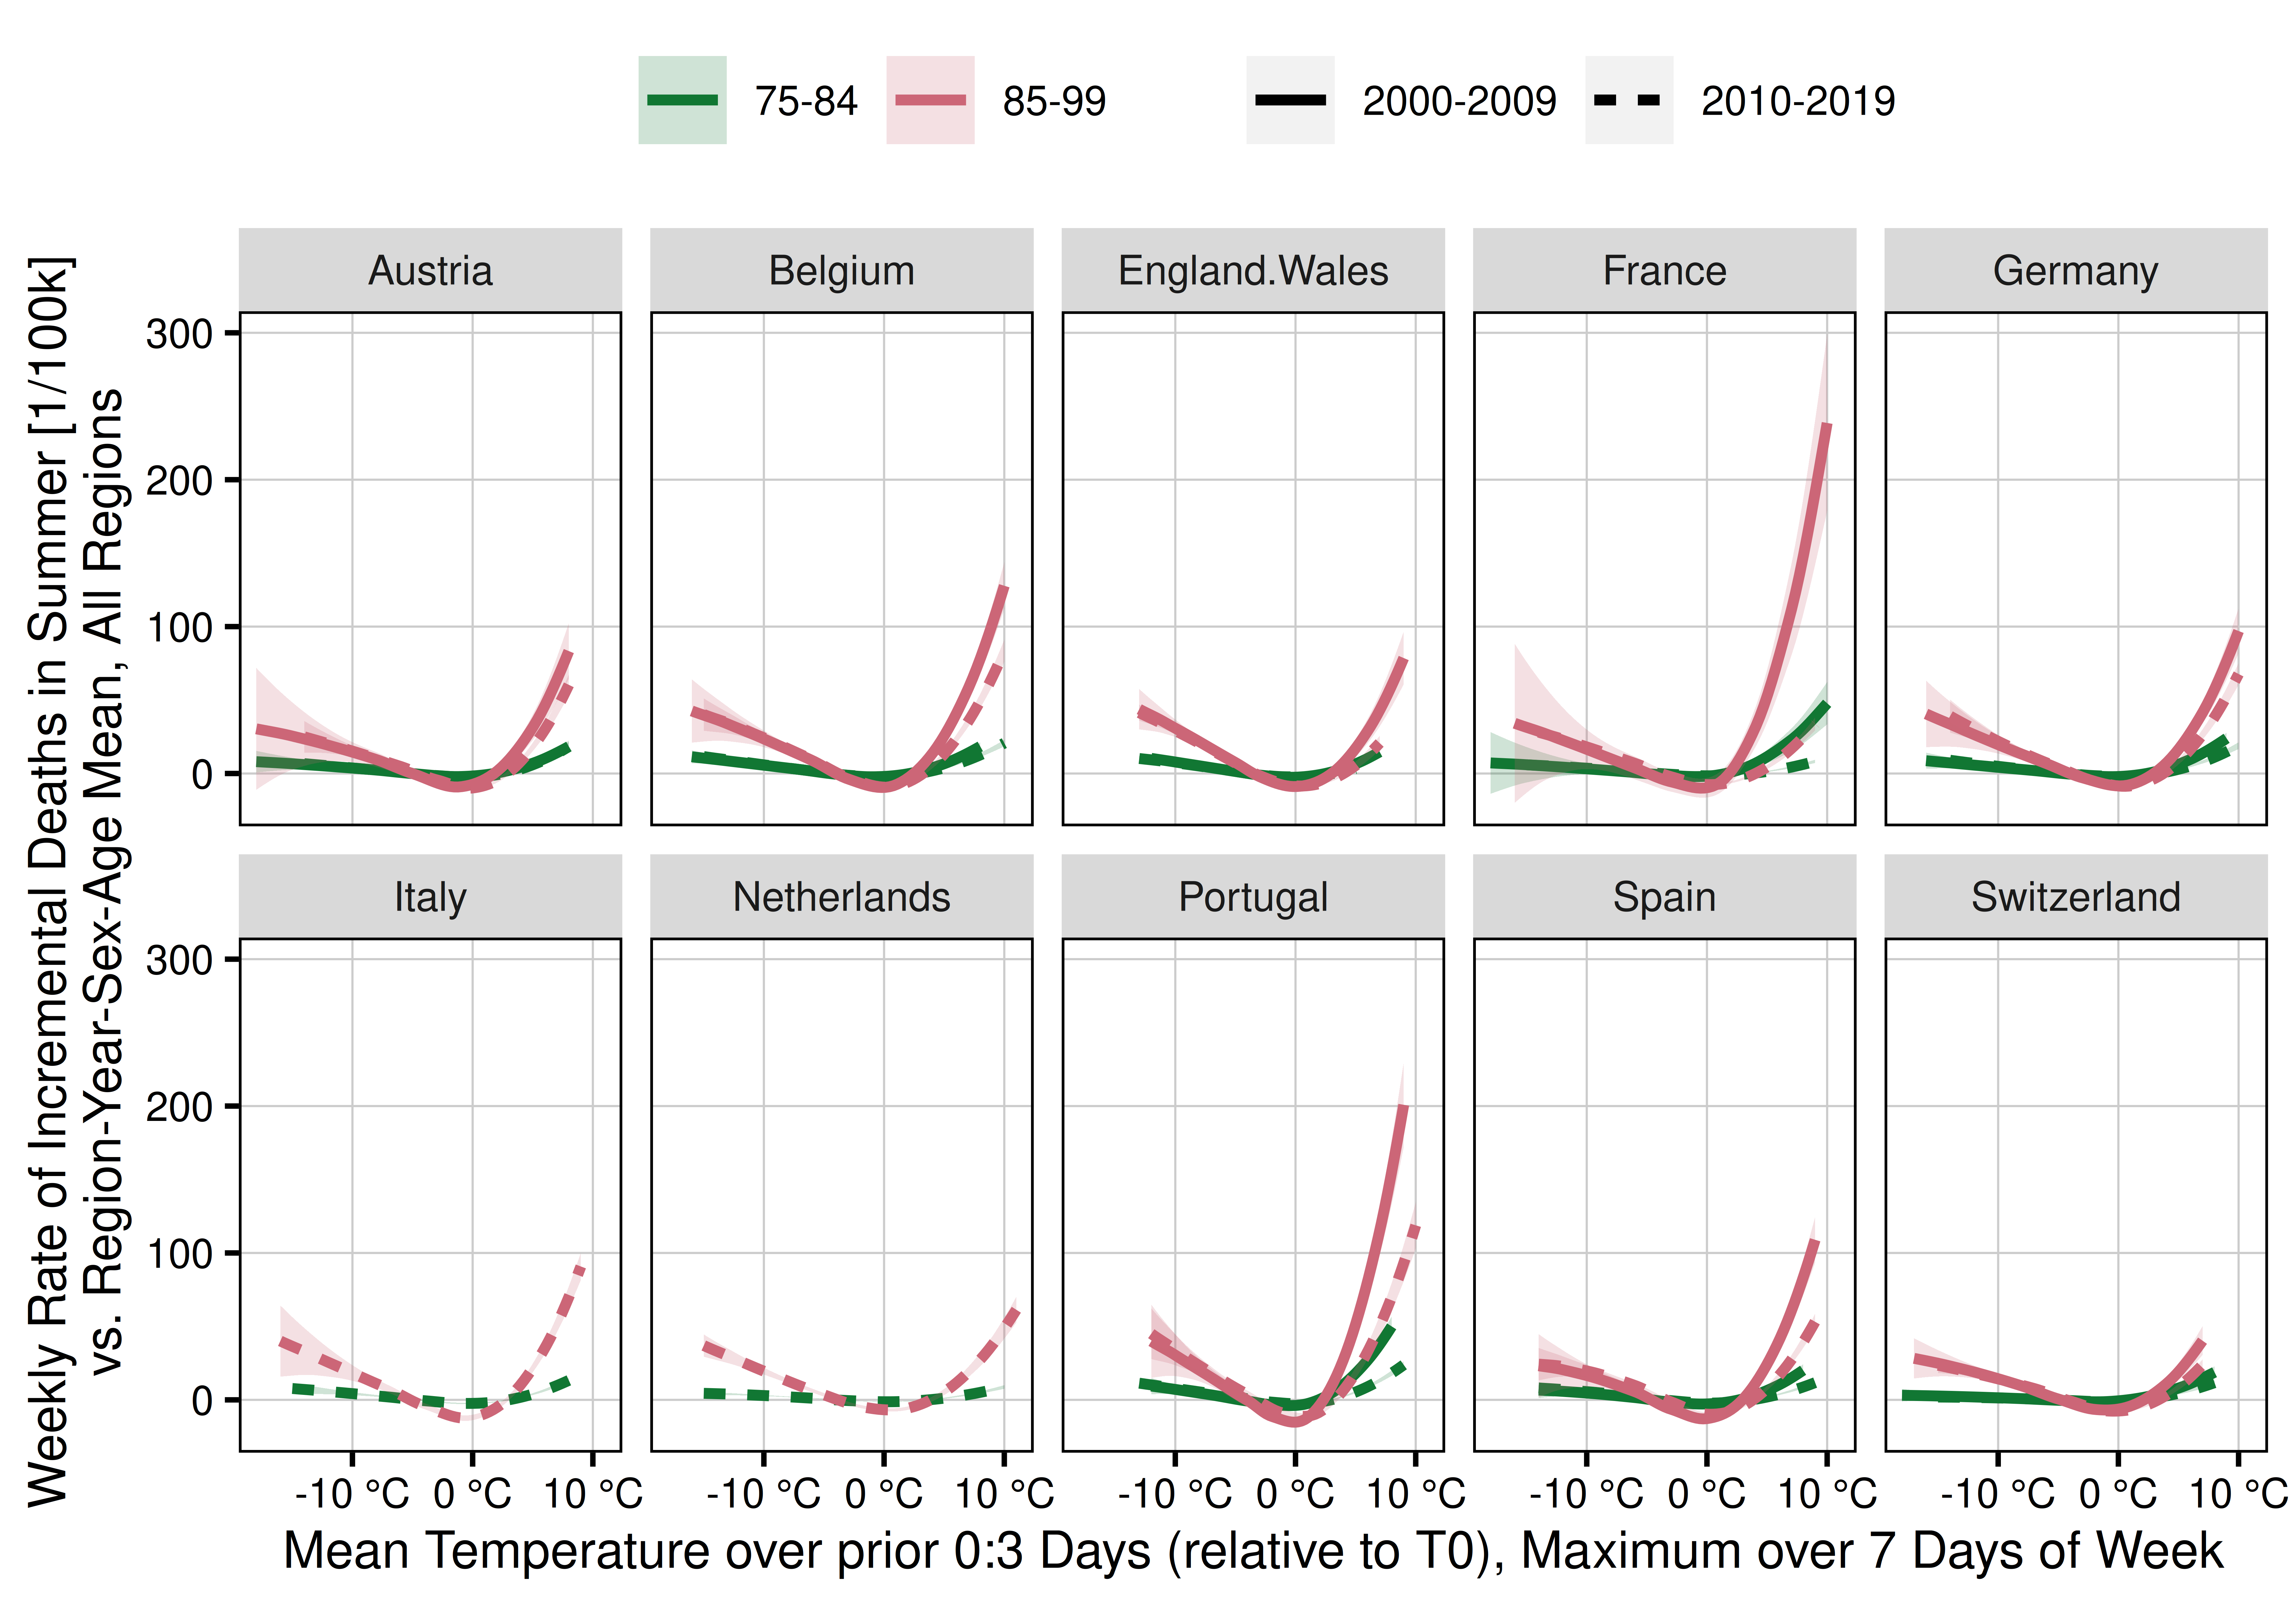 75-84 85-99 2000-2009 2010-2019
Austria Belgium England.Wales France Germany
300
200
100
0
Italy Netherlands Portugal Spain Switzerland
300
200
100
0
-10 °C 0 °C 10 °C -10 °C 0 °C 10 °C -10 °C 0 °C 10 °C -10 °C 0 °C 10 °C -10 °C 0 °C 10 °C
Mean Temperature over prior 0:3 Days (relative to T0), Maximum over 7 Days of Week
Weekly Rate of Incremental Deaths in Summer [1/100k]
vs. Region-Year-Sex-Age Mean, All Regions